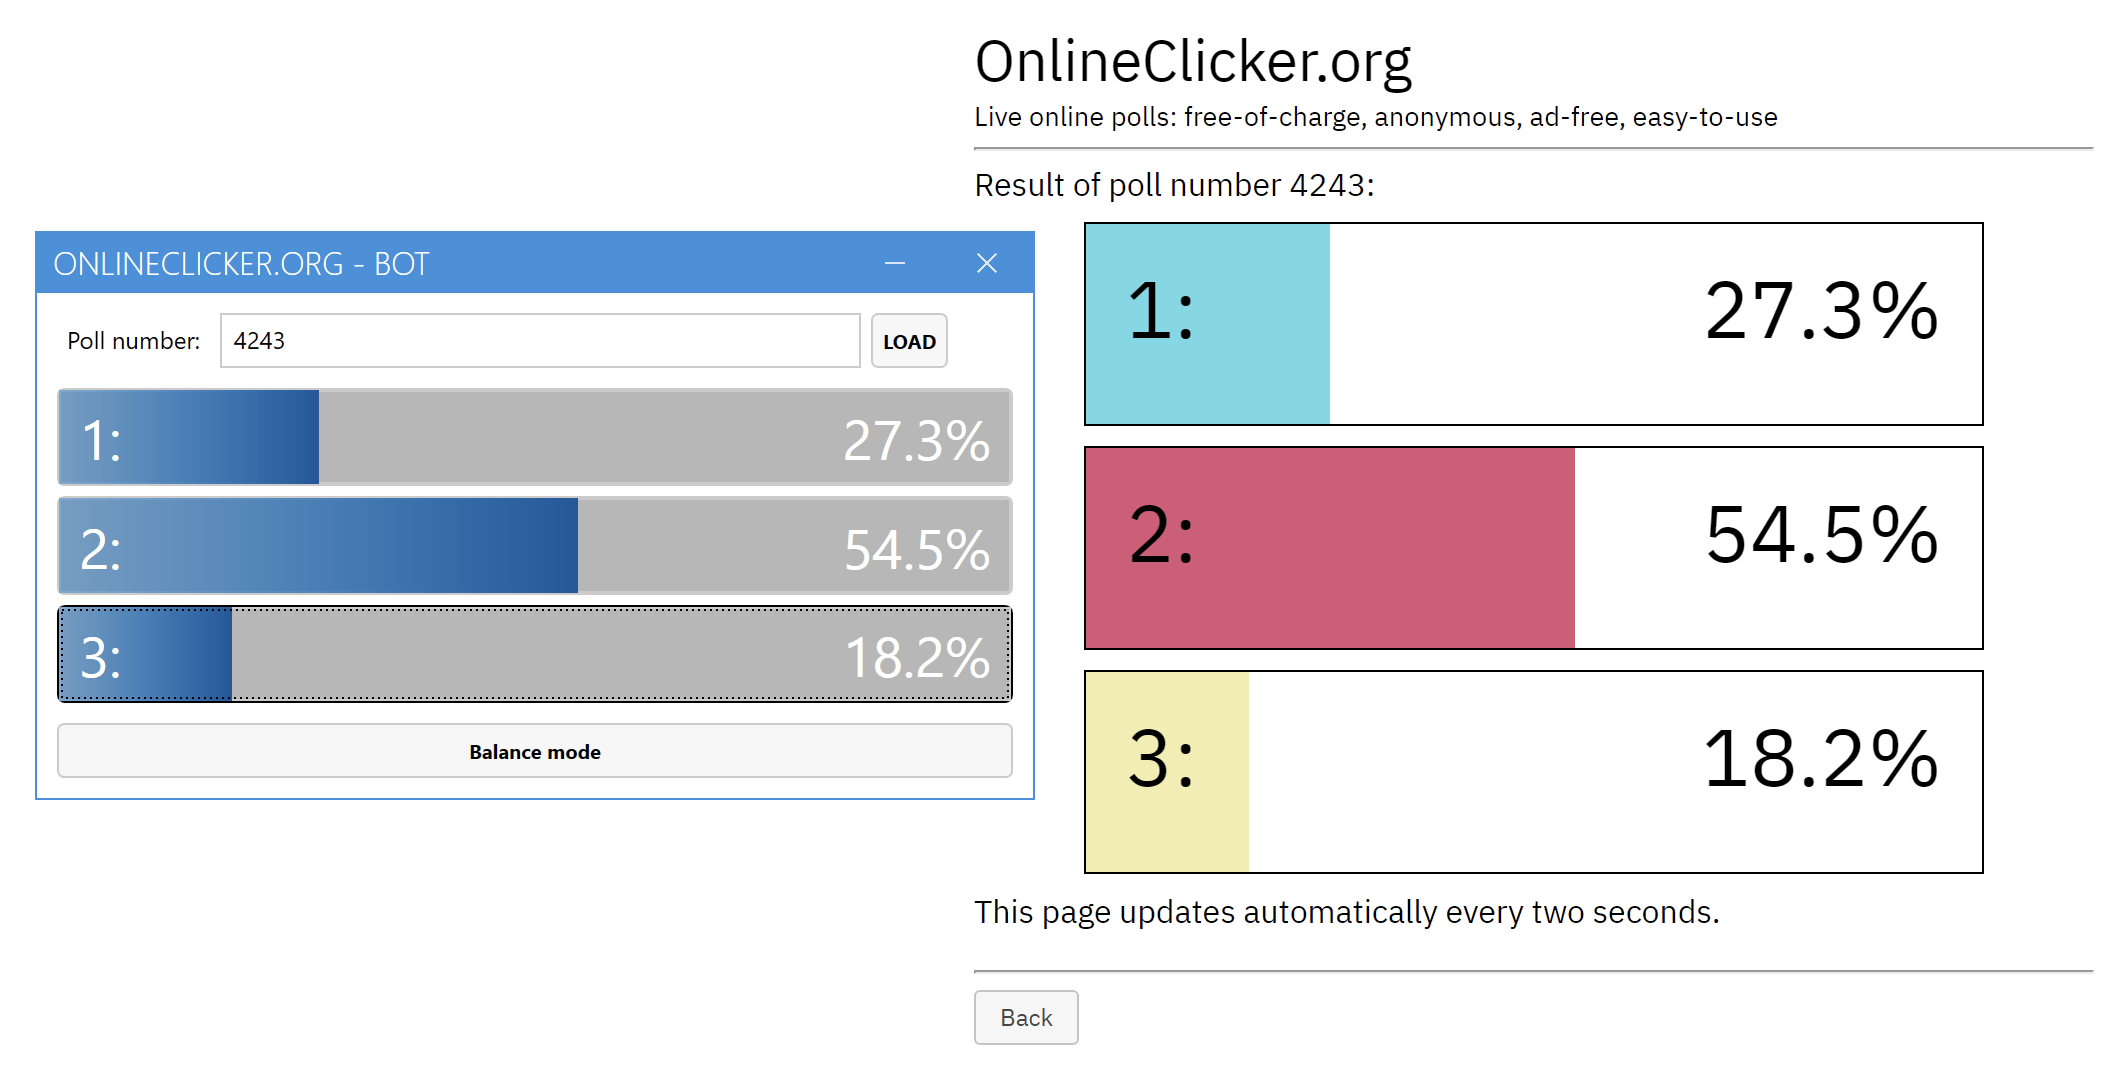 OnlineClicker.org
Live online polls: free-of-charge, anonymous, ad-free, easy-to-use
Result of poll number 4243:
1: 27.3%
2: 54.5%
3: 18.2%
This page updates automatically every two seconds.
Back
ONLINECLICKER.ORG - BOT
Poll number: 4243 LOAD
1: 27.3%
2: 54.5%
3: 18.2%
Balance mode